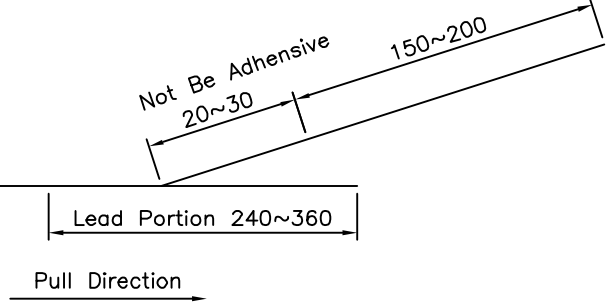 150~200
Not Be Adhensive
20~30
Lead Portion 240~360
Pull Direction